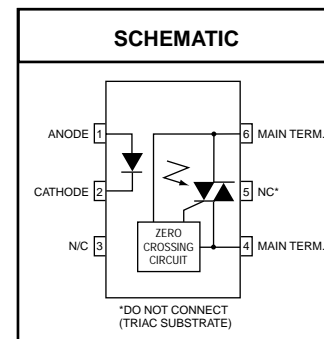 SCHEMATIC
ANODE 1
6 MAIN TERM.
CATHODE 2
5 NC*
N/C 3
ZERO
CROSSING
CIRCUIT
4 MAIN TERM.
*DO NOT CONNECT
(TRIAC SUBSTRATE)